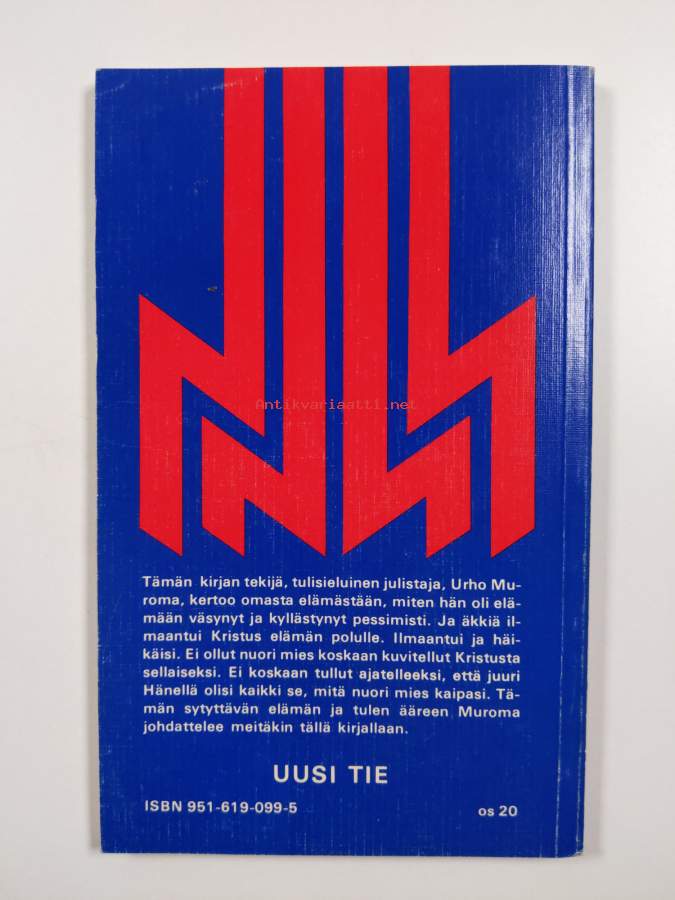 Antikvariaatti.net
Tämän kirjan tekijä, tulisieluinen julistaja, Urho Mu-
roma, kertoo omasta elämästään, miten hän oli elä-
mään väsynyt ja kyllästynyt pessimisti. Ja äkkiä il-
maantui Kristus elämän polulle. Ilmaantui ja häi-
käisi. Ei ollut nuori mies koskaan kuvitellut Kristusta
sellaiseksi. Ei koskaan tullut ajatelleeksi, että juuri
Hänellä olisi kaikki se, mitä nuori mies kaipasi. Tä-
män sytyttävän elämän ja tulen ääreen Muroma
johdattelee meitäkin tällä kirjallaan.
UUSI TIE
ISBN 951-619-099-5 os 20